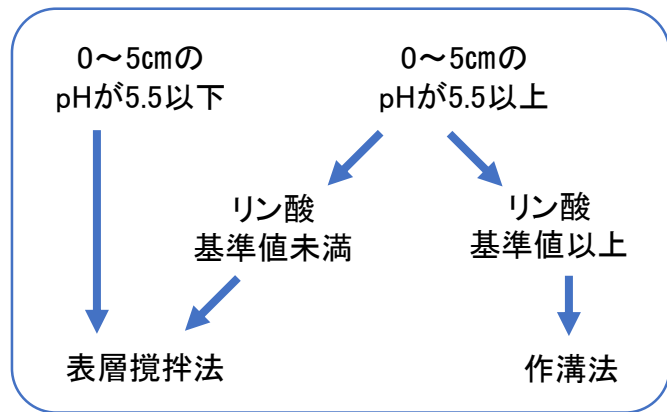 0～5㎝の
pHが5.5以下
0～5㎝の
pHが5.5以上
リン酸
基準値未満
リン酸
基準値以上
表層撹拌法
作溝法